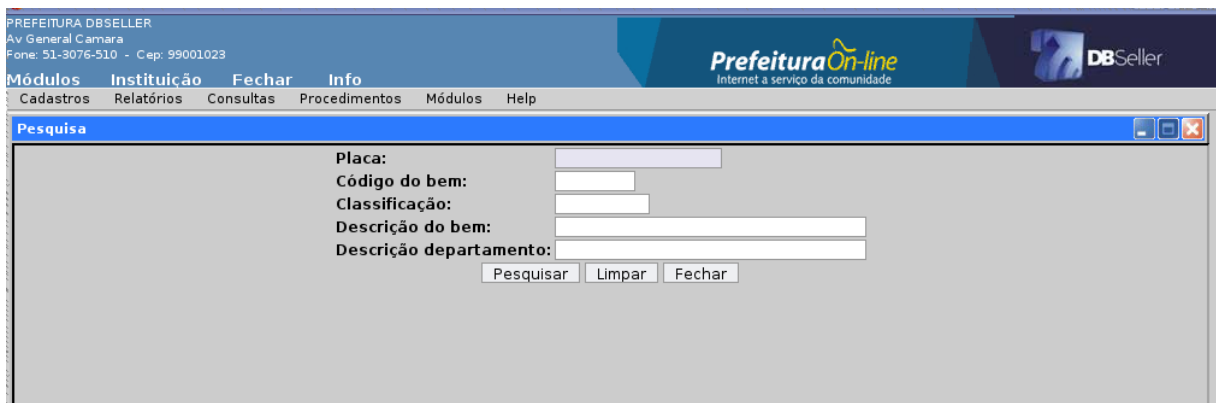 PREFEITURA DBSELLER
Av General Camara
Fone: 51-3076-510 - Cep: 99001023
PrefeituraOn-line
Internet a serviço da comunidade
DBSeller
Módulos Instituição Fechar Info
Cadastros Relatórios Consultas Procedimentos Módulos Help
Pesquisa
Placa:
Código do bem:
Classificação:
Descrição do bem:
Descrição departamento:
Pesquisar Limpar Fechar